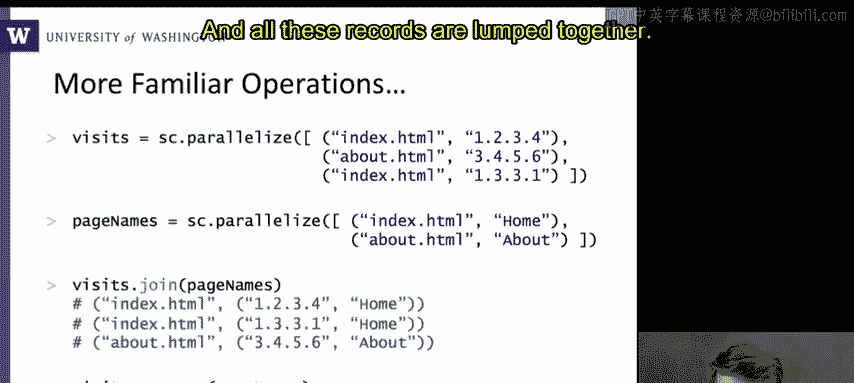 中英字幕课程资源@bilibili.com
And all these records are lumped together.
W UNIVERSITY of WASHINGTON
More Familiar Operations…
> visits = sc.parallelize([ (“index.html”, “1.2.3.4”),
(“about.html”, “3.4.5.6”),
(“index.html”, “1.3.3.1”) ])
> pageNames = sc.parallelize([ (“index.html”, “Home”),
(“about.html”, “About”) ])
> visits.join(pageNames)
# (“index.html”, (“1.2.3.4”, “Home”))
# (“index.html”, (“1.3.3.1”, “Home”))
# (“about.html”, (“3.4.5.6”, “About”))